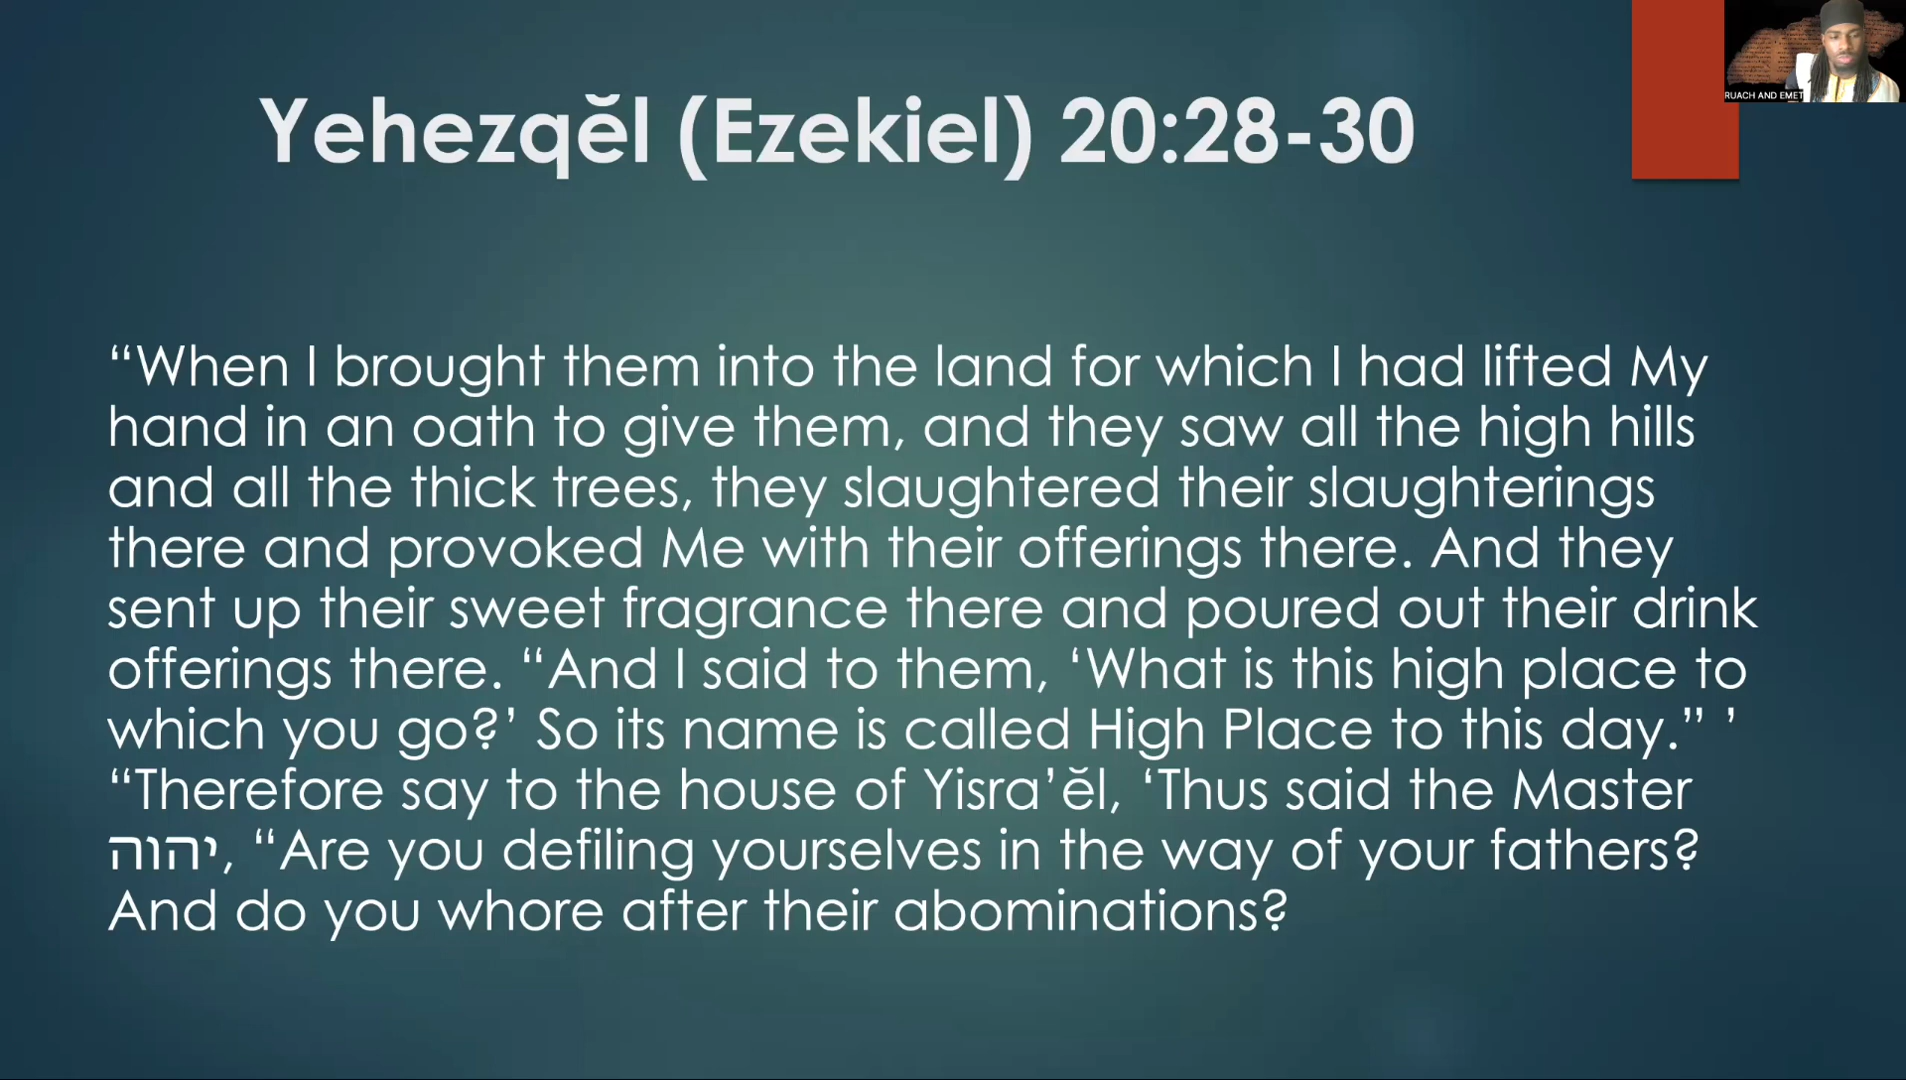 RUACH AND EMET
Yehezqĕl (Ezekiel) 20:28-30
“When I brought them into the land for which I had lifted My
hand in an oath to give them, and they saw all the high hills
and all the thick trees, they slaughtered their slaughterings
there and provoked Me with their offerings there. And they
sent up their sweet fragrance there and poured out their drink
offerings there. “And I said to them, ‘What is this high place to
which you go?’ So its name is called High Place to this day.” ’
“Therefore say to the house of Yisra’ĕl, ‘Thus said the Master
יהוה, “Are you defiling yourselves in the way of your fathers?
And do you whore after their abominations?